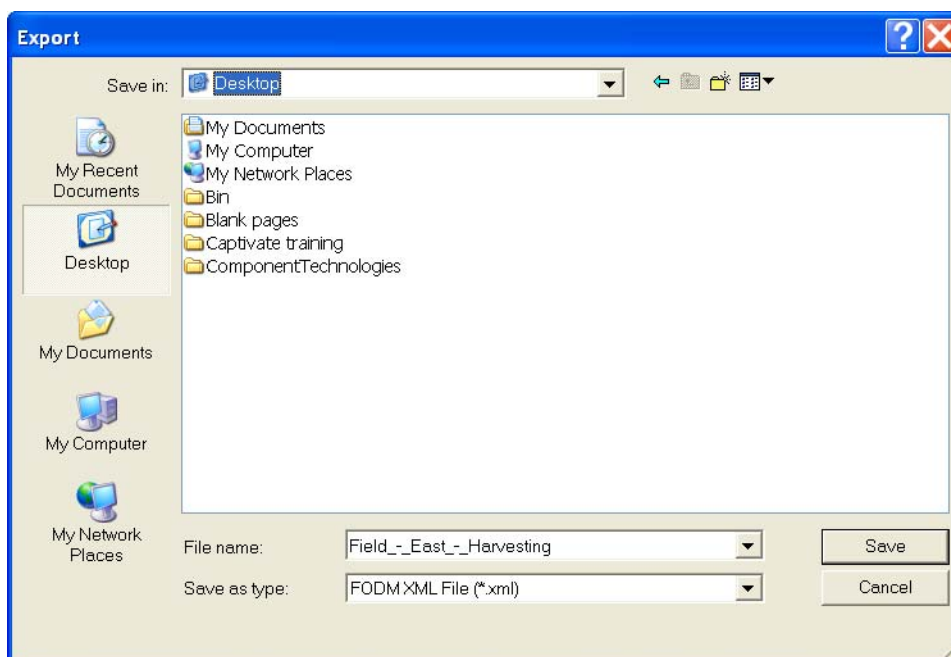 Export
Save in: Desktop
My Recent
Documents
Desktop
My Documents
My Computer
My Network
Places
My Documents
My Computer
My Network Places
Bin
Blank pages
Captivate training
ComponentTechnologies
File name: Field_-_East_-_Harvesting Save
Save as type: FODM XML File (*.xml) Cancel